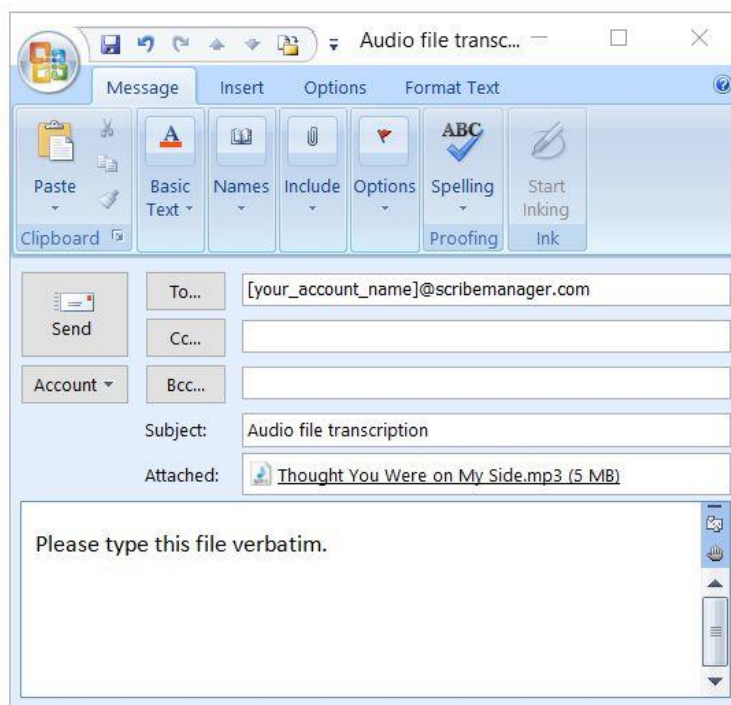 Audio file transc...
Message Insert Options Format Text
Paste
Basic Text
Names
Include
Options
ABC
Spelling
Start Inking
Clipboard
Proofing
Ink
Send
To...
[your_account_name]@scribemanager.com
Cc...
Account
Bcc...
Subject: Audio file transcription
Attached: Thought You Were on My Side.mp3 (5 MB)
Please type this file verbatim.